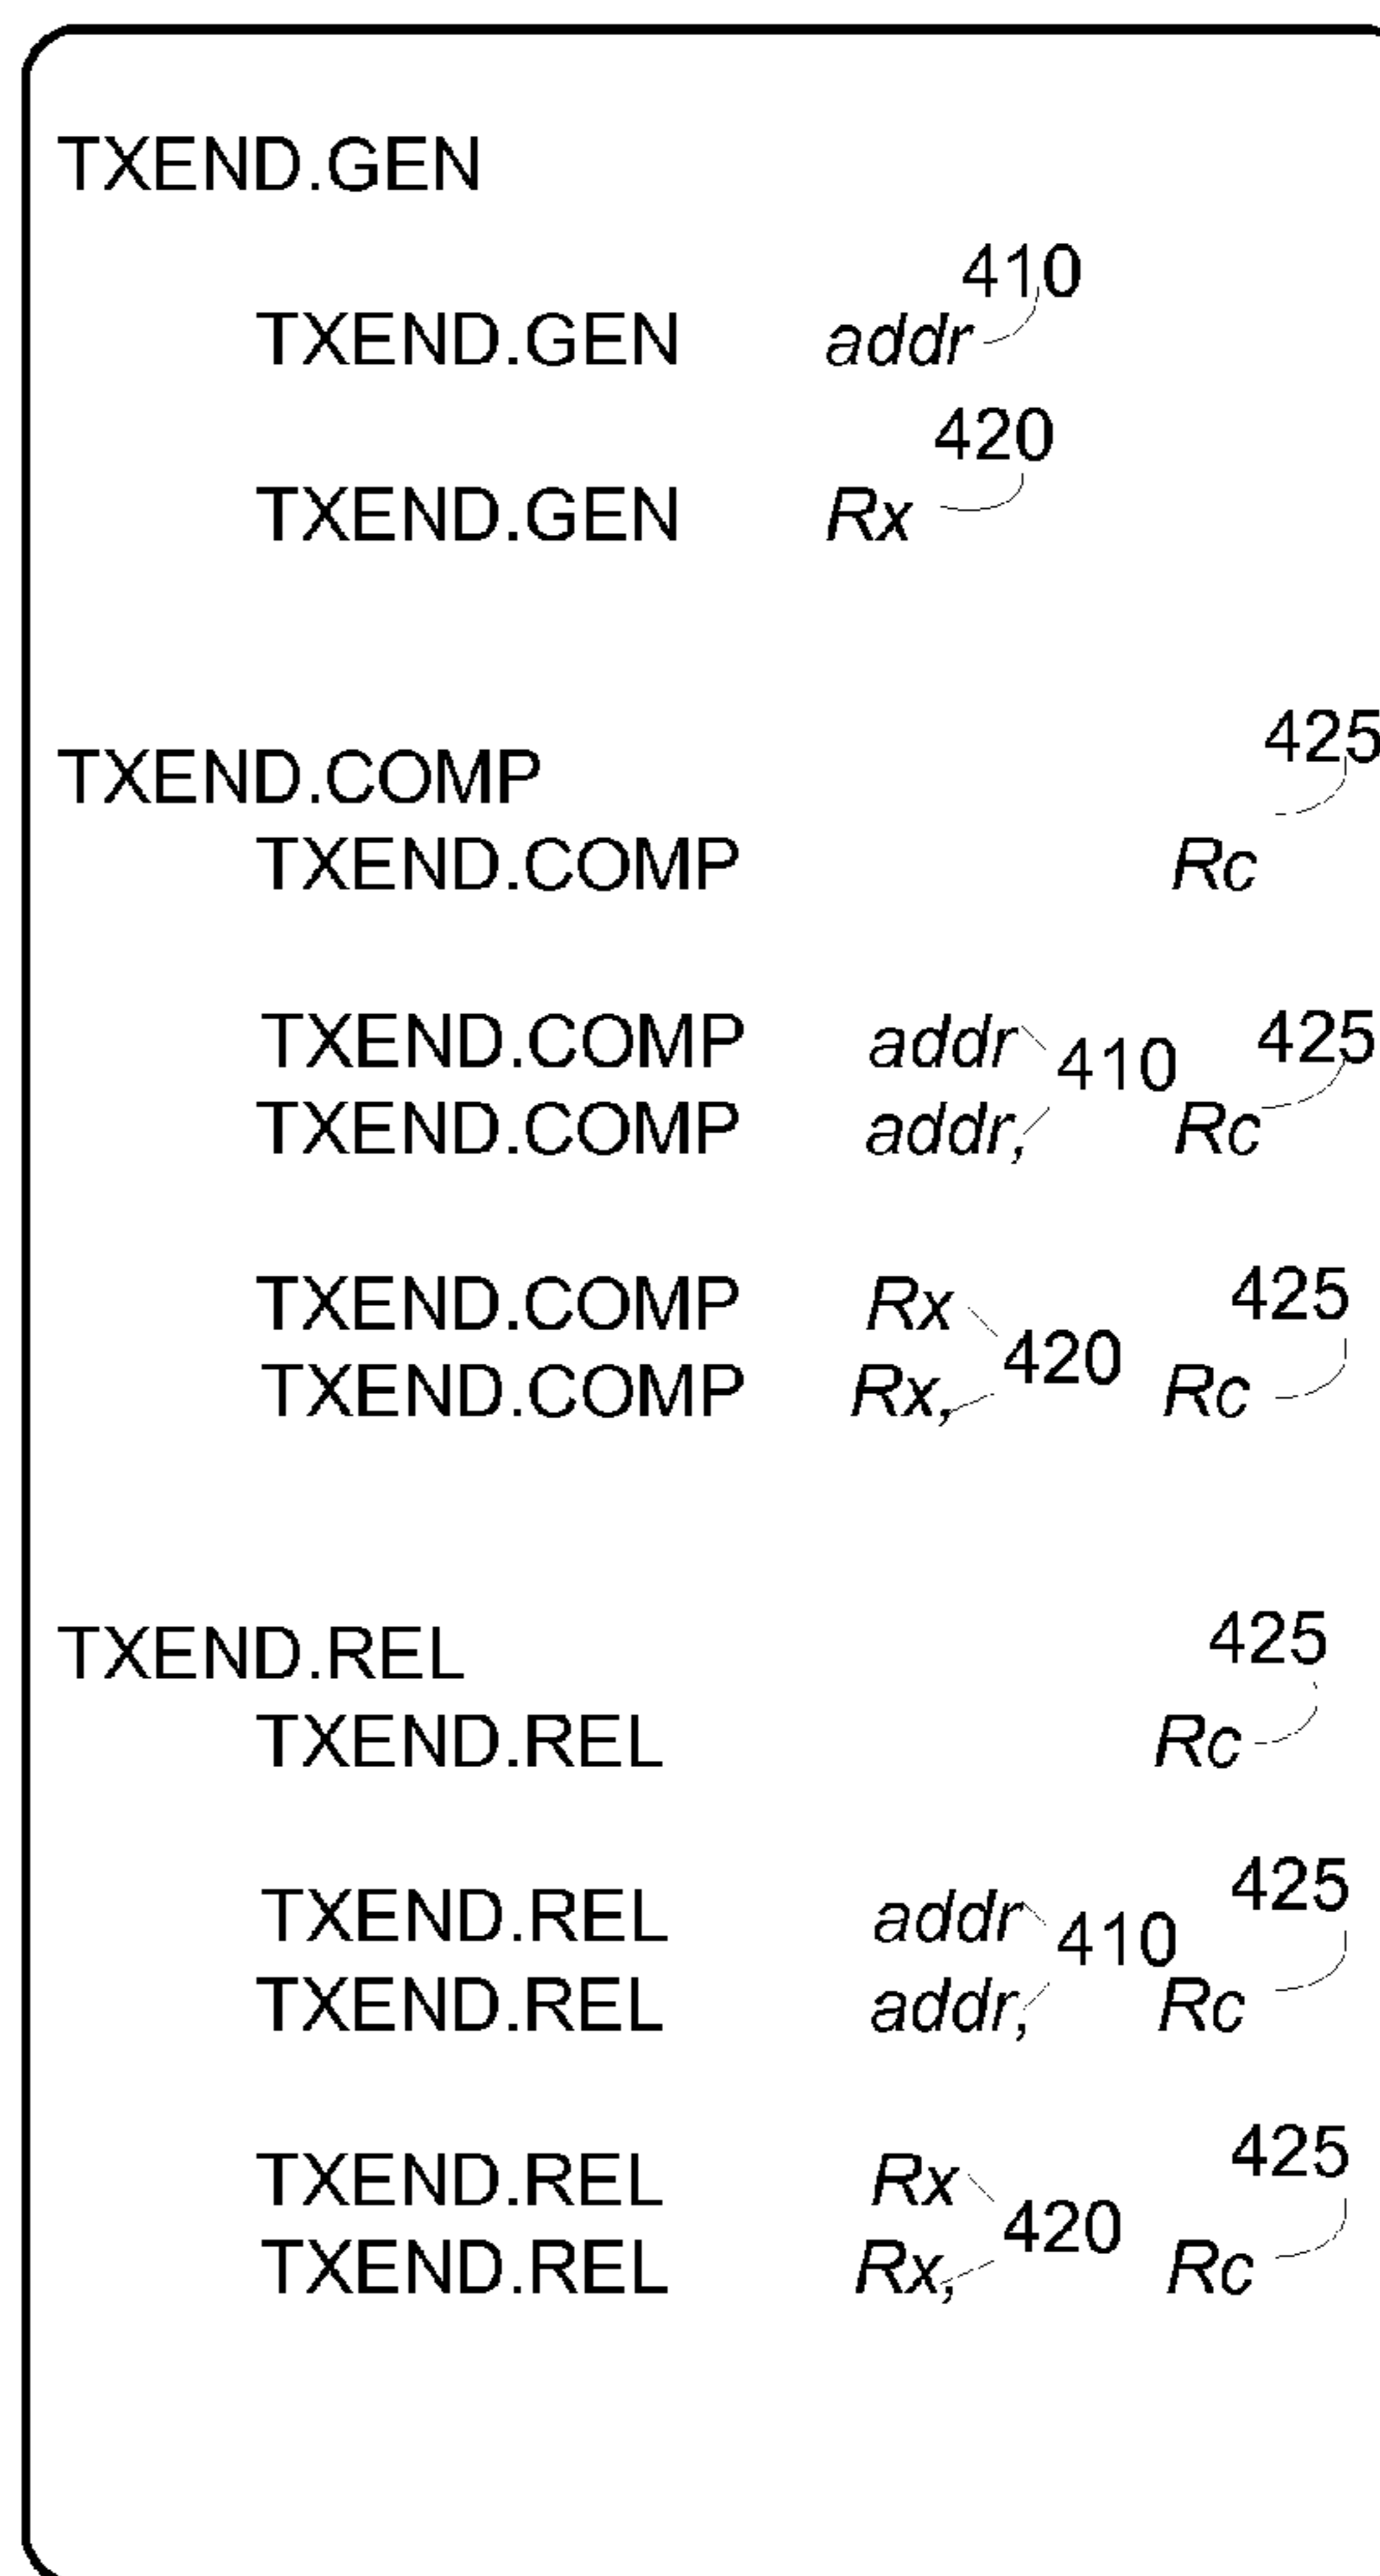 TXEND.GEN
410
TXEND.GEN addr
420
TXEND.GEN Rx
425
TXEND.COMP
TXEND.COMP Rc
TXEND.COMP addr 410 425
TXEND.COMP addr, Rc
TXEND.COMP Rx 420 425
TXEND.COMP Rx, Rc
TXEND.REL 425
TXEND.REL Rc
TXEND.REL addr 410 425
TXEND.REL addr, Rc
TXEND.REL Rx 420 425
TXEND.REL Rx, Rc